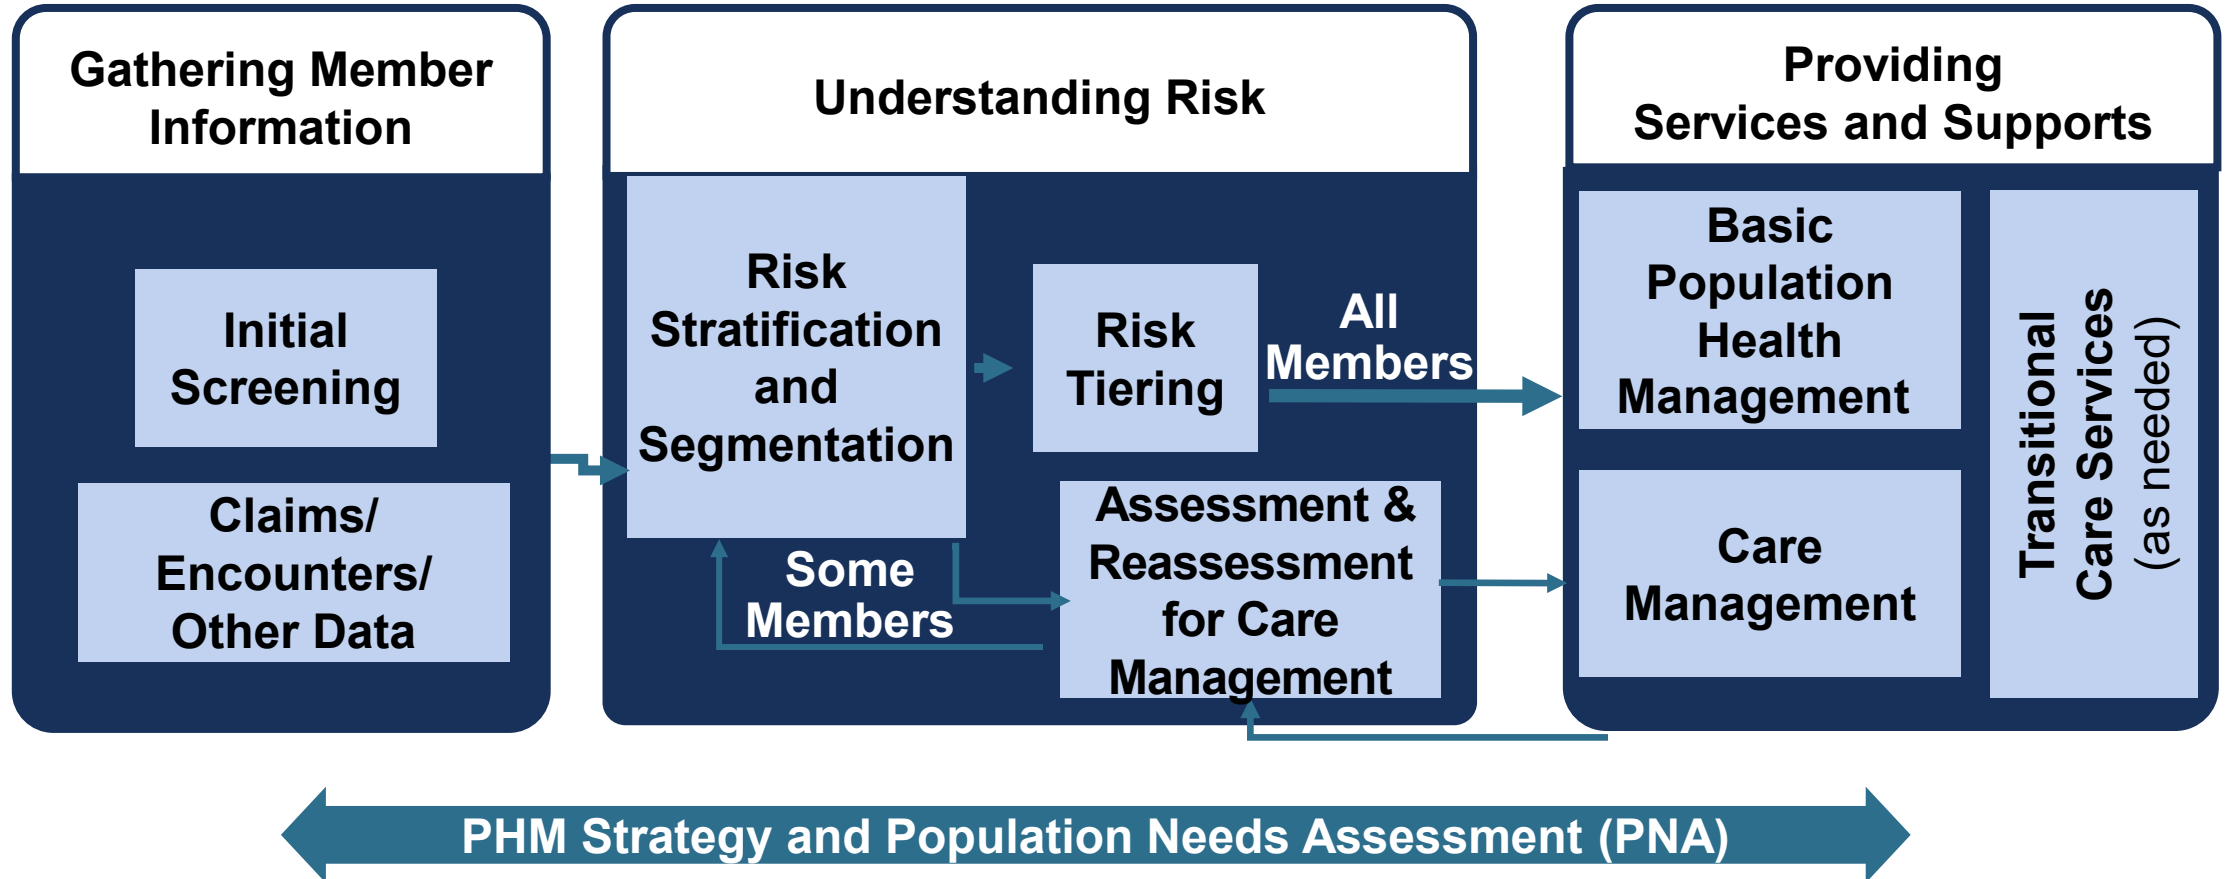 Gathering Member
Information
Initial
Screening
Claims/
Encounters/
Other Data
Understanding Risk
Risk
Stratification
and
Segmentation
Risk
Tiering
All
Members
Some
Members
Assessment &
Reassessment
for Care
Management
Providing
Services and Supports
Basic
Population
Health
Management
Care
Management
Transitional
Care Services
(as needed)
PHM Strategy and Population Needs Assessment (PNA)